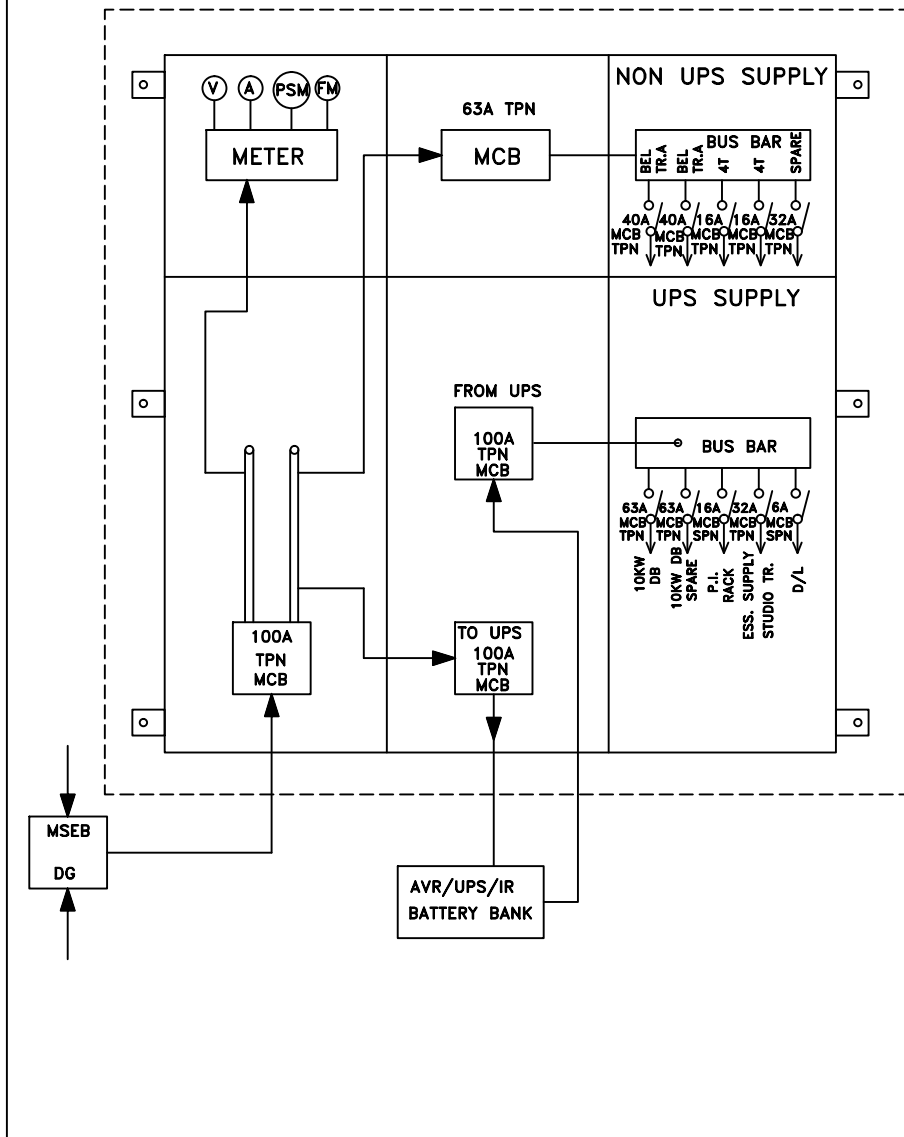 V A PSM FM
METER
63A TPN
MCB
NON UPS SUPPLY
BUS BAR
BEL
TR.A
BEL
TR.A
4T
4T
SPARE
40A
MCB
TPN
40A
MCB
TPN
16A
MCB
TPN
16A
MCB
TPN
32A
MCB
TPN
UPS SUPPLY
FROM UPS
100A
TPN
MCB
BUS BAR
63A
MCB
TPN
63A
MCB
TPN
16A
MCB
SPN
32A
MCB
TPN
6A
MCB
SPN
10KW
DB
10KW DB
SPARE
P.I.
RACK
ESS. SUPPLY
STUDIO TR.
D/L
100A
TPN
MCB
TO UPS
100A
TPN
MCB
MSEB
DG
AVR/UPS/IR
BATTERY BANK